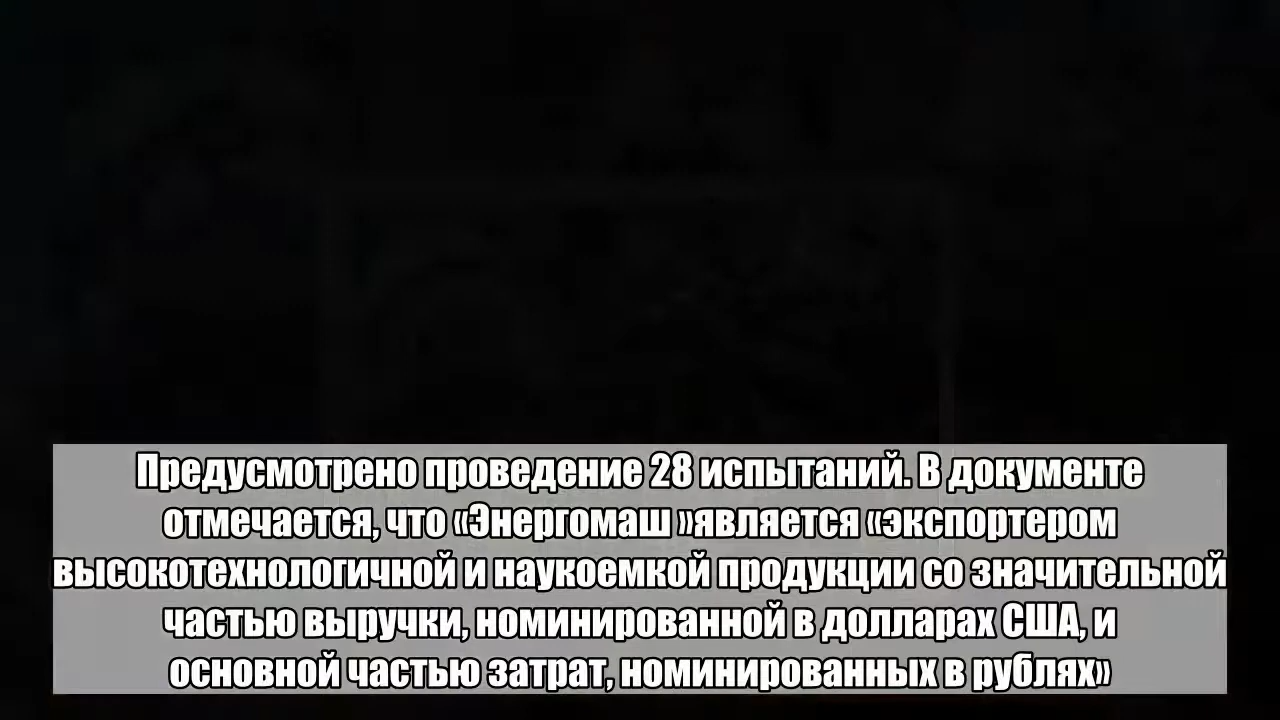 Предусмотрено проведение 28 испытаний. В документе
отмечается, что «Энергомаш »является «экспортером
высокотехнологичной и наукоемкой продукции со значительной
частью выручки, номинированной в долларах США, и
основной частью затрат, номинированных в рублях»